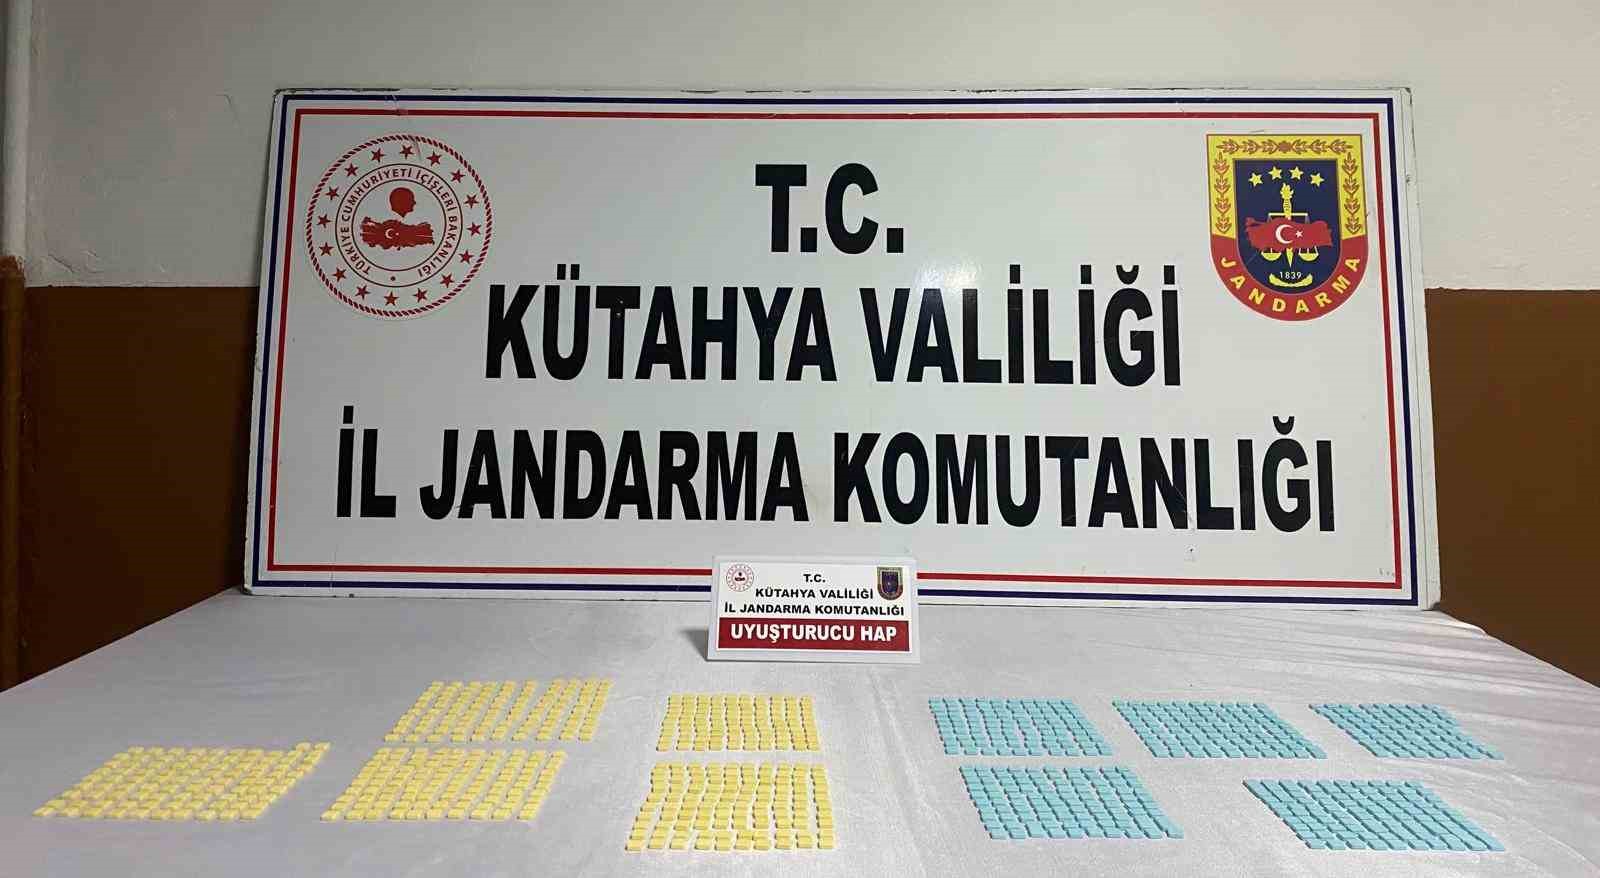 TÜRKİYE CUMHURİYETİ İÇİŞLERİ BAKANLIĞI
T.C.
KÜTAHYA VALİLİĞİ
İL JANDARMA KOMUTANLIĞI
1839
JANDARMA
T.C.
KÜTAHYA VALİLİĞİ
İL JANDARMA KOMUTANLIĞI
UYUŞTURUCU HAP